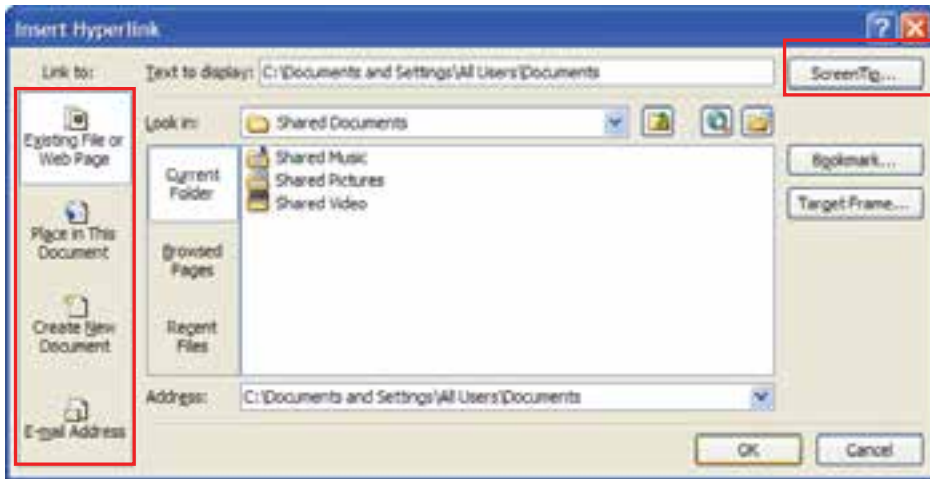 Insert Hyperlink
Link to:
Text to display: C:\Documents and Settings\All Users\Documents
ScreenTip...
Existing File or
Web Page
Place in This
Document
Create New
Document
E-mail Address
Look in: Shared Documents
Current
Folder
Browsed
Pages
Recent
Files
Shared Music
Shared Pictures
Shared Video
Bookmark...
Target Frame...
Address: C:\Documents and Settings\All Users\Documents
OK
Cancel